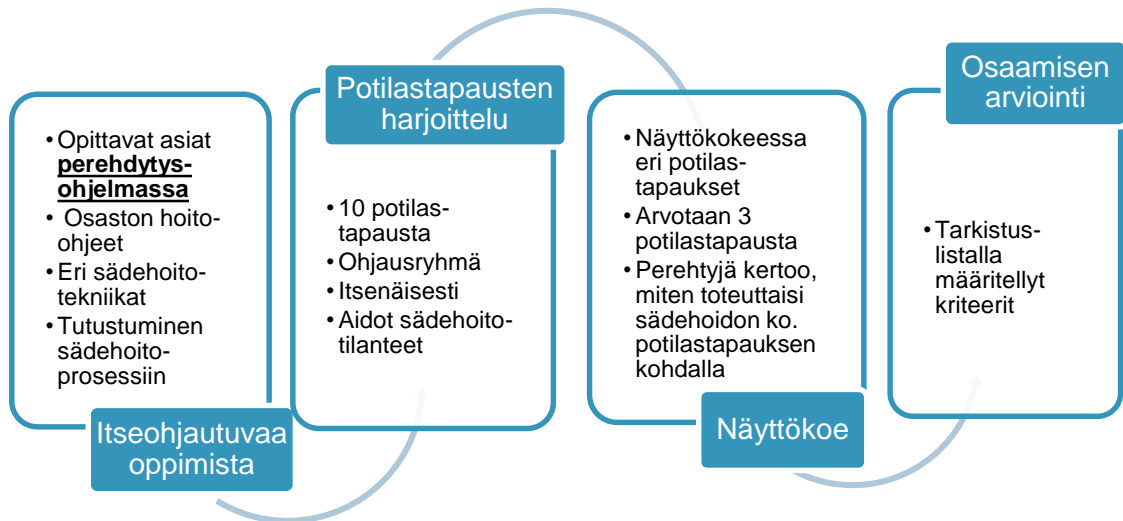 • Opittavat asiat
perehdytys-
ohjelmassa
• Osaston hoito-
ohjeet
• Eri sädehoito-
tekniikat
• Tutustuminen
sädehoito-
prosessiin
Itseohjautuvaa
oppimista
Potilastapausten
harjoittelu
• 10 potilas-
tapausta
• Ohjausryhmä
• Itsenäisesti
• Aidot sädehoito-
tilanteet
• Näyttökokeessa
eri potilas-
tapaukset
• Arvotaan 3
potilastapausta
• Perehtyjä kertoo,
miten toteuttaisi
sädehoidon ko.
potilastapauksen
kohdalla
Näyttökoe
Osaamisen
arviointi
• Tarkistus-
listalla
määritellyt
kriteerit